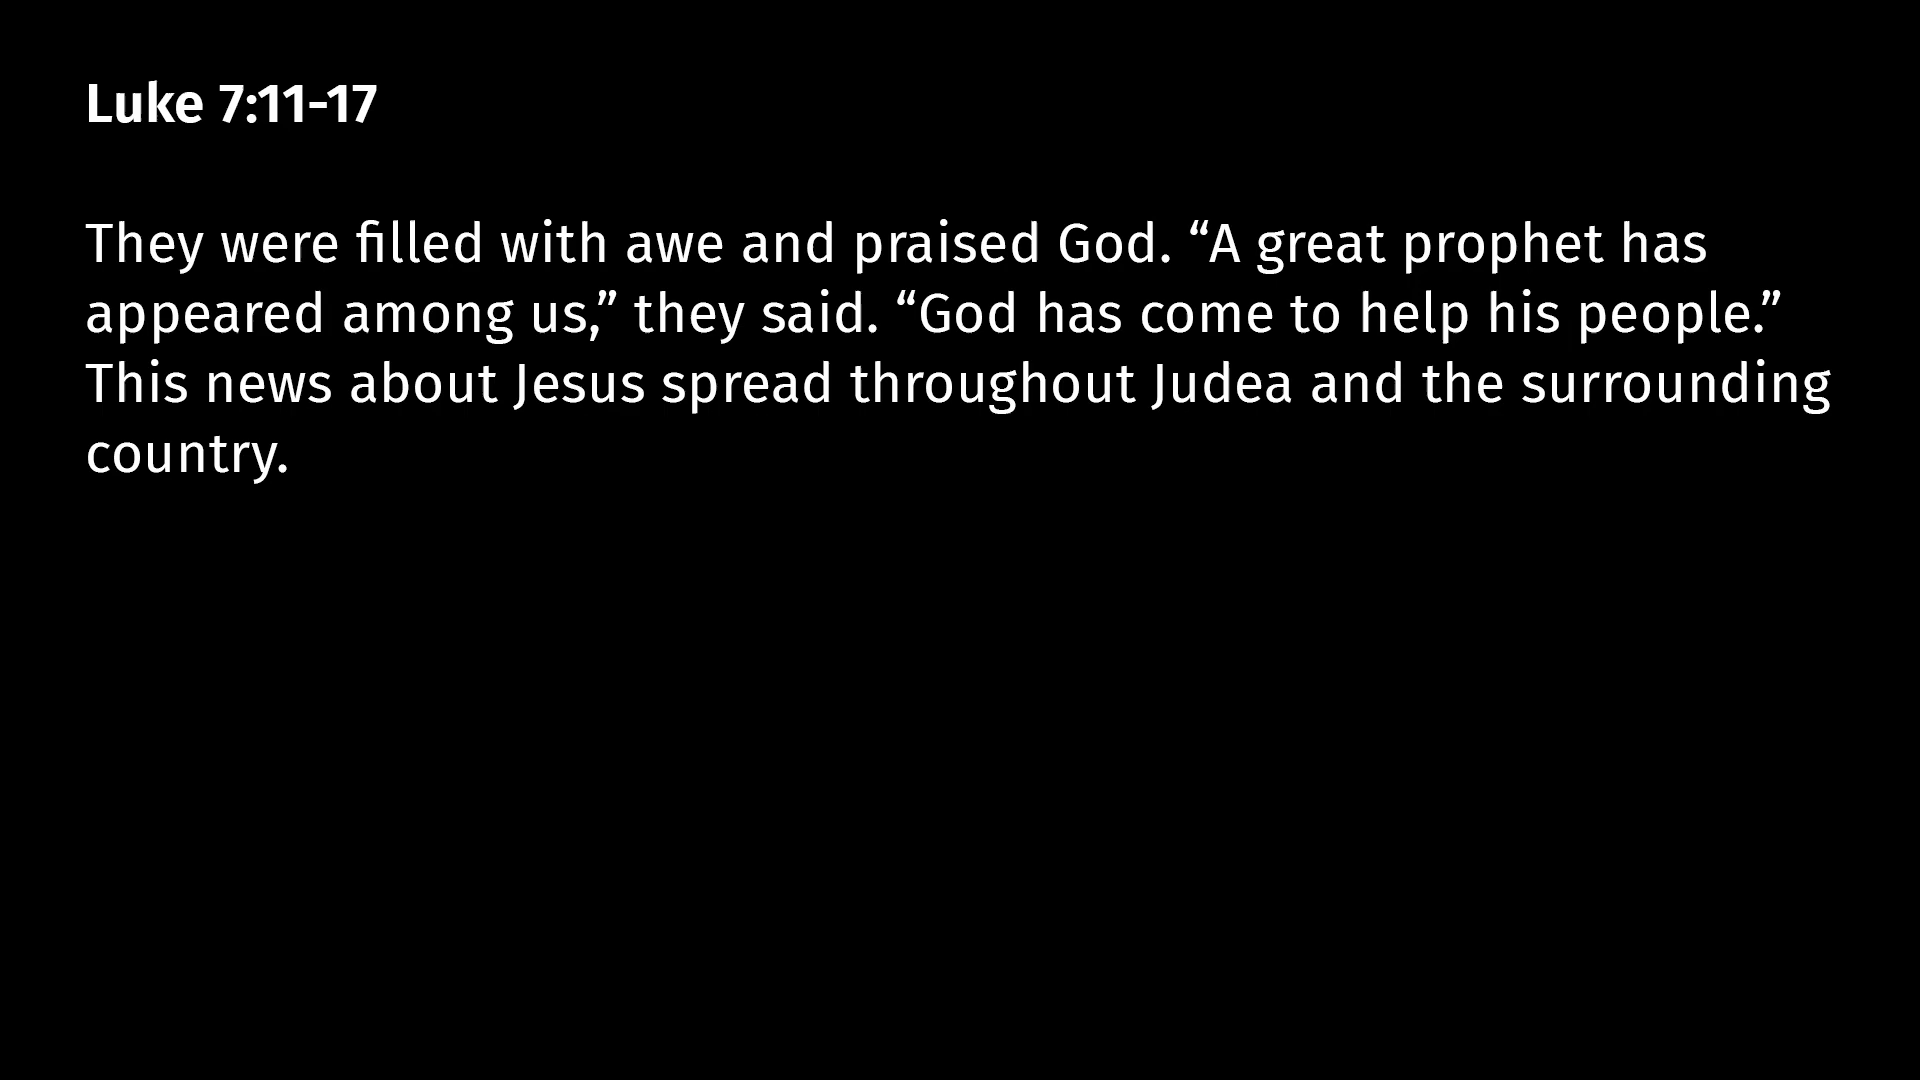 Luke 7:11-17
They were filled with awe and praised God. “A great prophet has
appeared among us,” they said. “God has come to help his people.”
This news about Jesus spread throughout Judea and the surrounding
country.